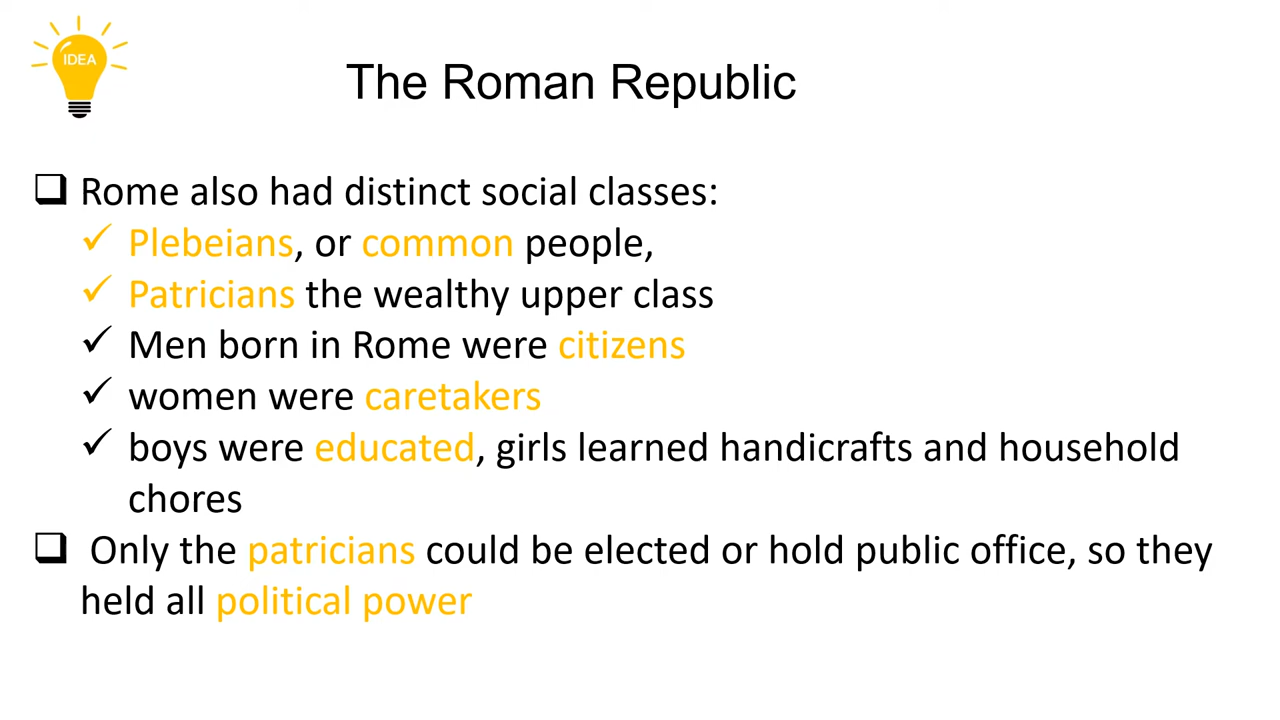 IDEA
The Roman Republic
❑ Rome also had distinct social classes:
✓ Plebeians, or common people,
✓ Patricians the wealthy upper class
✓ Men born in Rome were citizens
✓ women were caretakers
✓ boys were educated, girls learned handicrafts and household
chores
❑ Only the patricians could be elected or hold public office, so they
held all political power